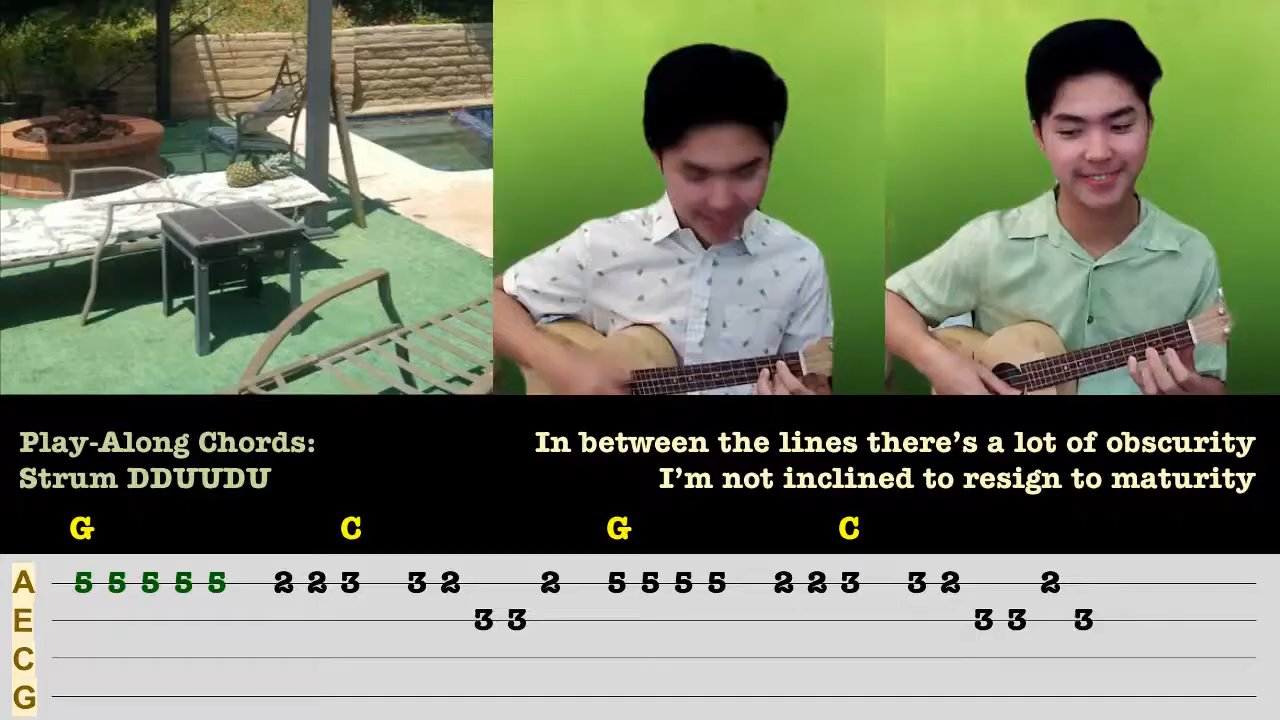 Play-Along Chords:
Strum DDUUDU
In between the lines there's a lot of obscurity
I'm not inclined to resign to maturity
G C G C
A 5 5 5 5 5 2 2 3 3 2 2 5 5 5 5 2 2 3 3 2 2
E 3 3 3 3 3
C
G